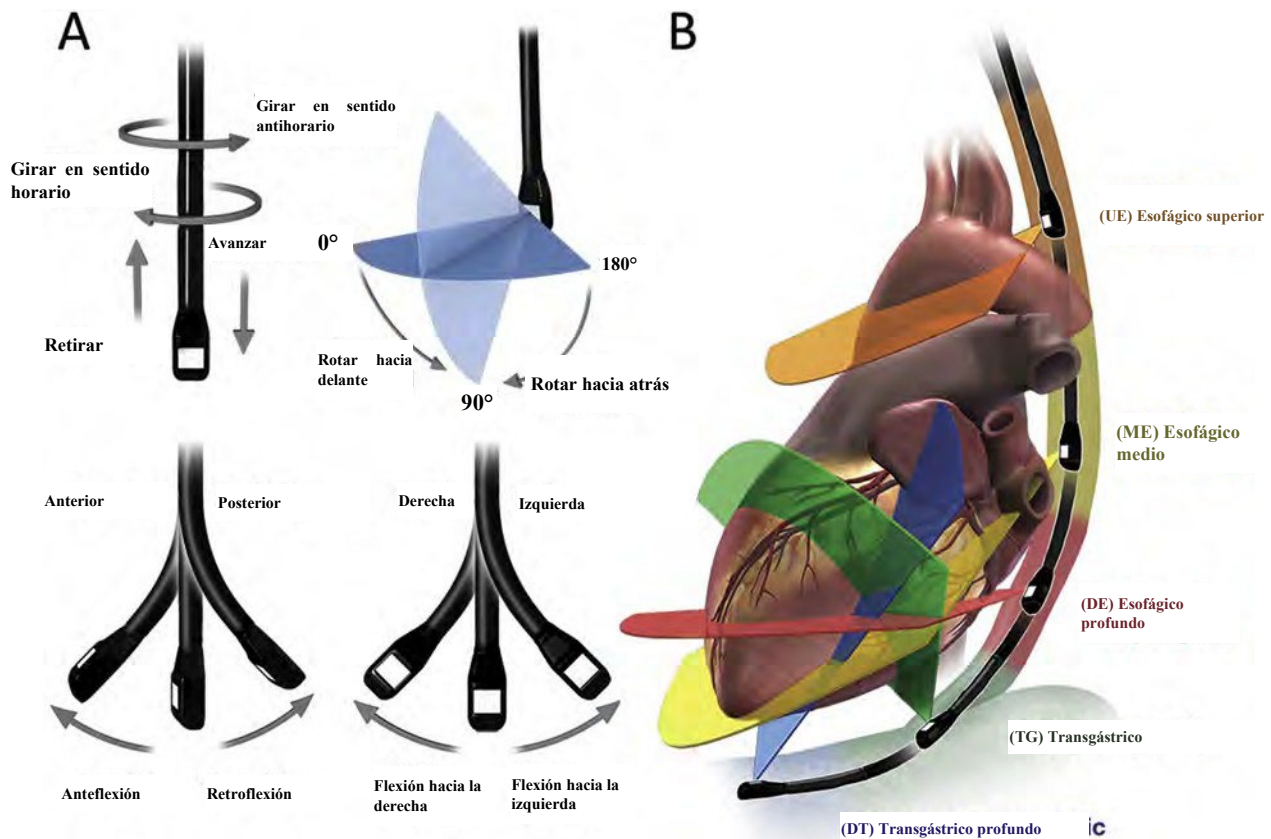 A
Girar en sentido
antihorario
Girar en sentido
horario
Avanzar
Retirar
0°
180°
Rotar hacia
delante
Rotar hacia atrás
90°
Anterior
Posterior
Derecha
Izquierda
Anteflexión
Retroflexión
Flexión hacia la
derecha
Flexión hacia la
izquierda
B
(UE) Esofágico superior
(ME) Esofágico
medio
(DE) Esofágico
profundo
(TG) Transgástrico
(DT) Transgástrico profundo
ic